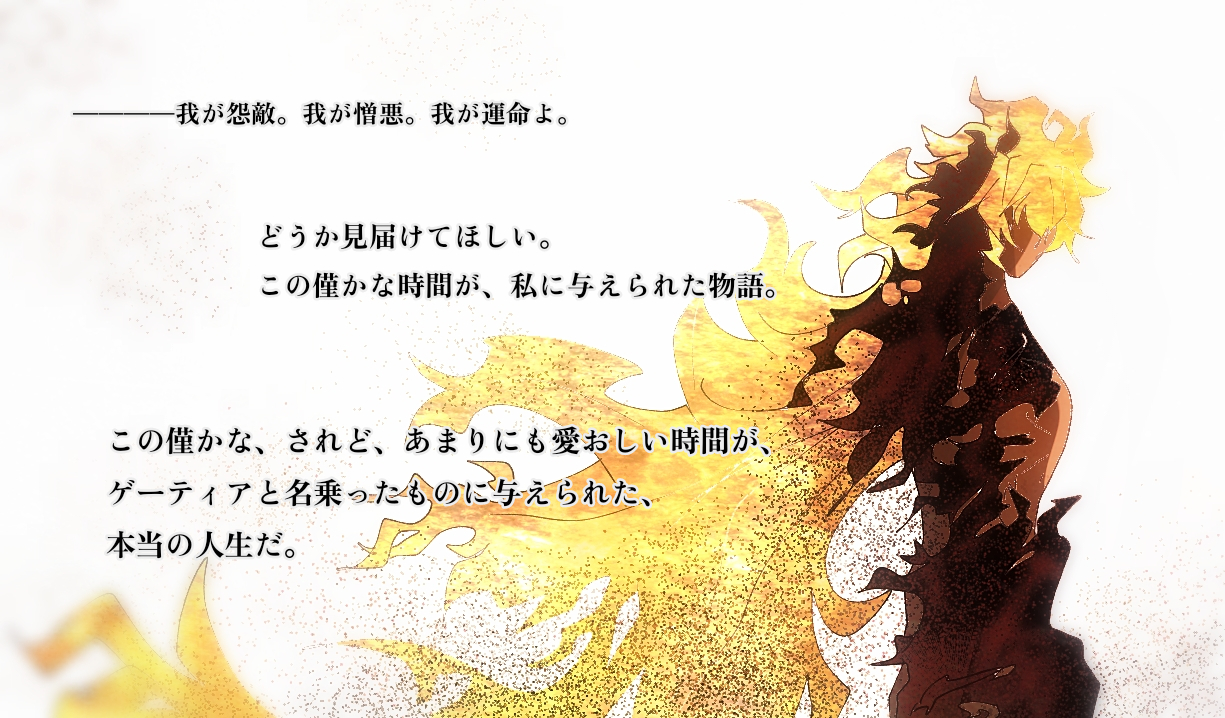 ――――我が怨敵。我が憎悪。我が運命よ。
どうか見届けてほしい。
この僅かな時間が、私に与えられた物語。
この僅かな、されど、あまりにも愛おしい時間が、
ゲーティアと名乗ったものに与えられた、
本当の人生だ。